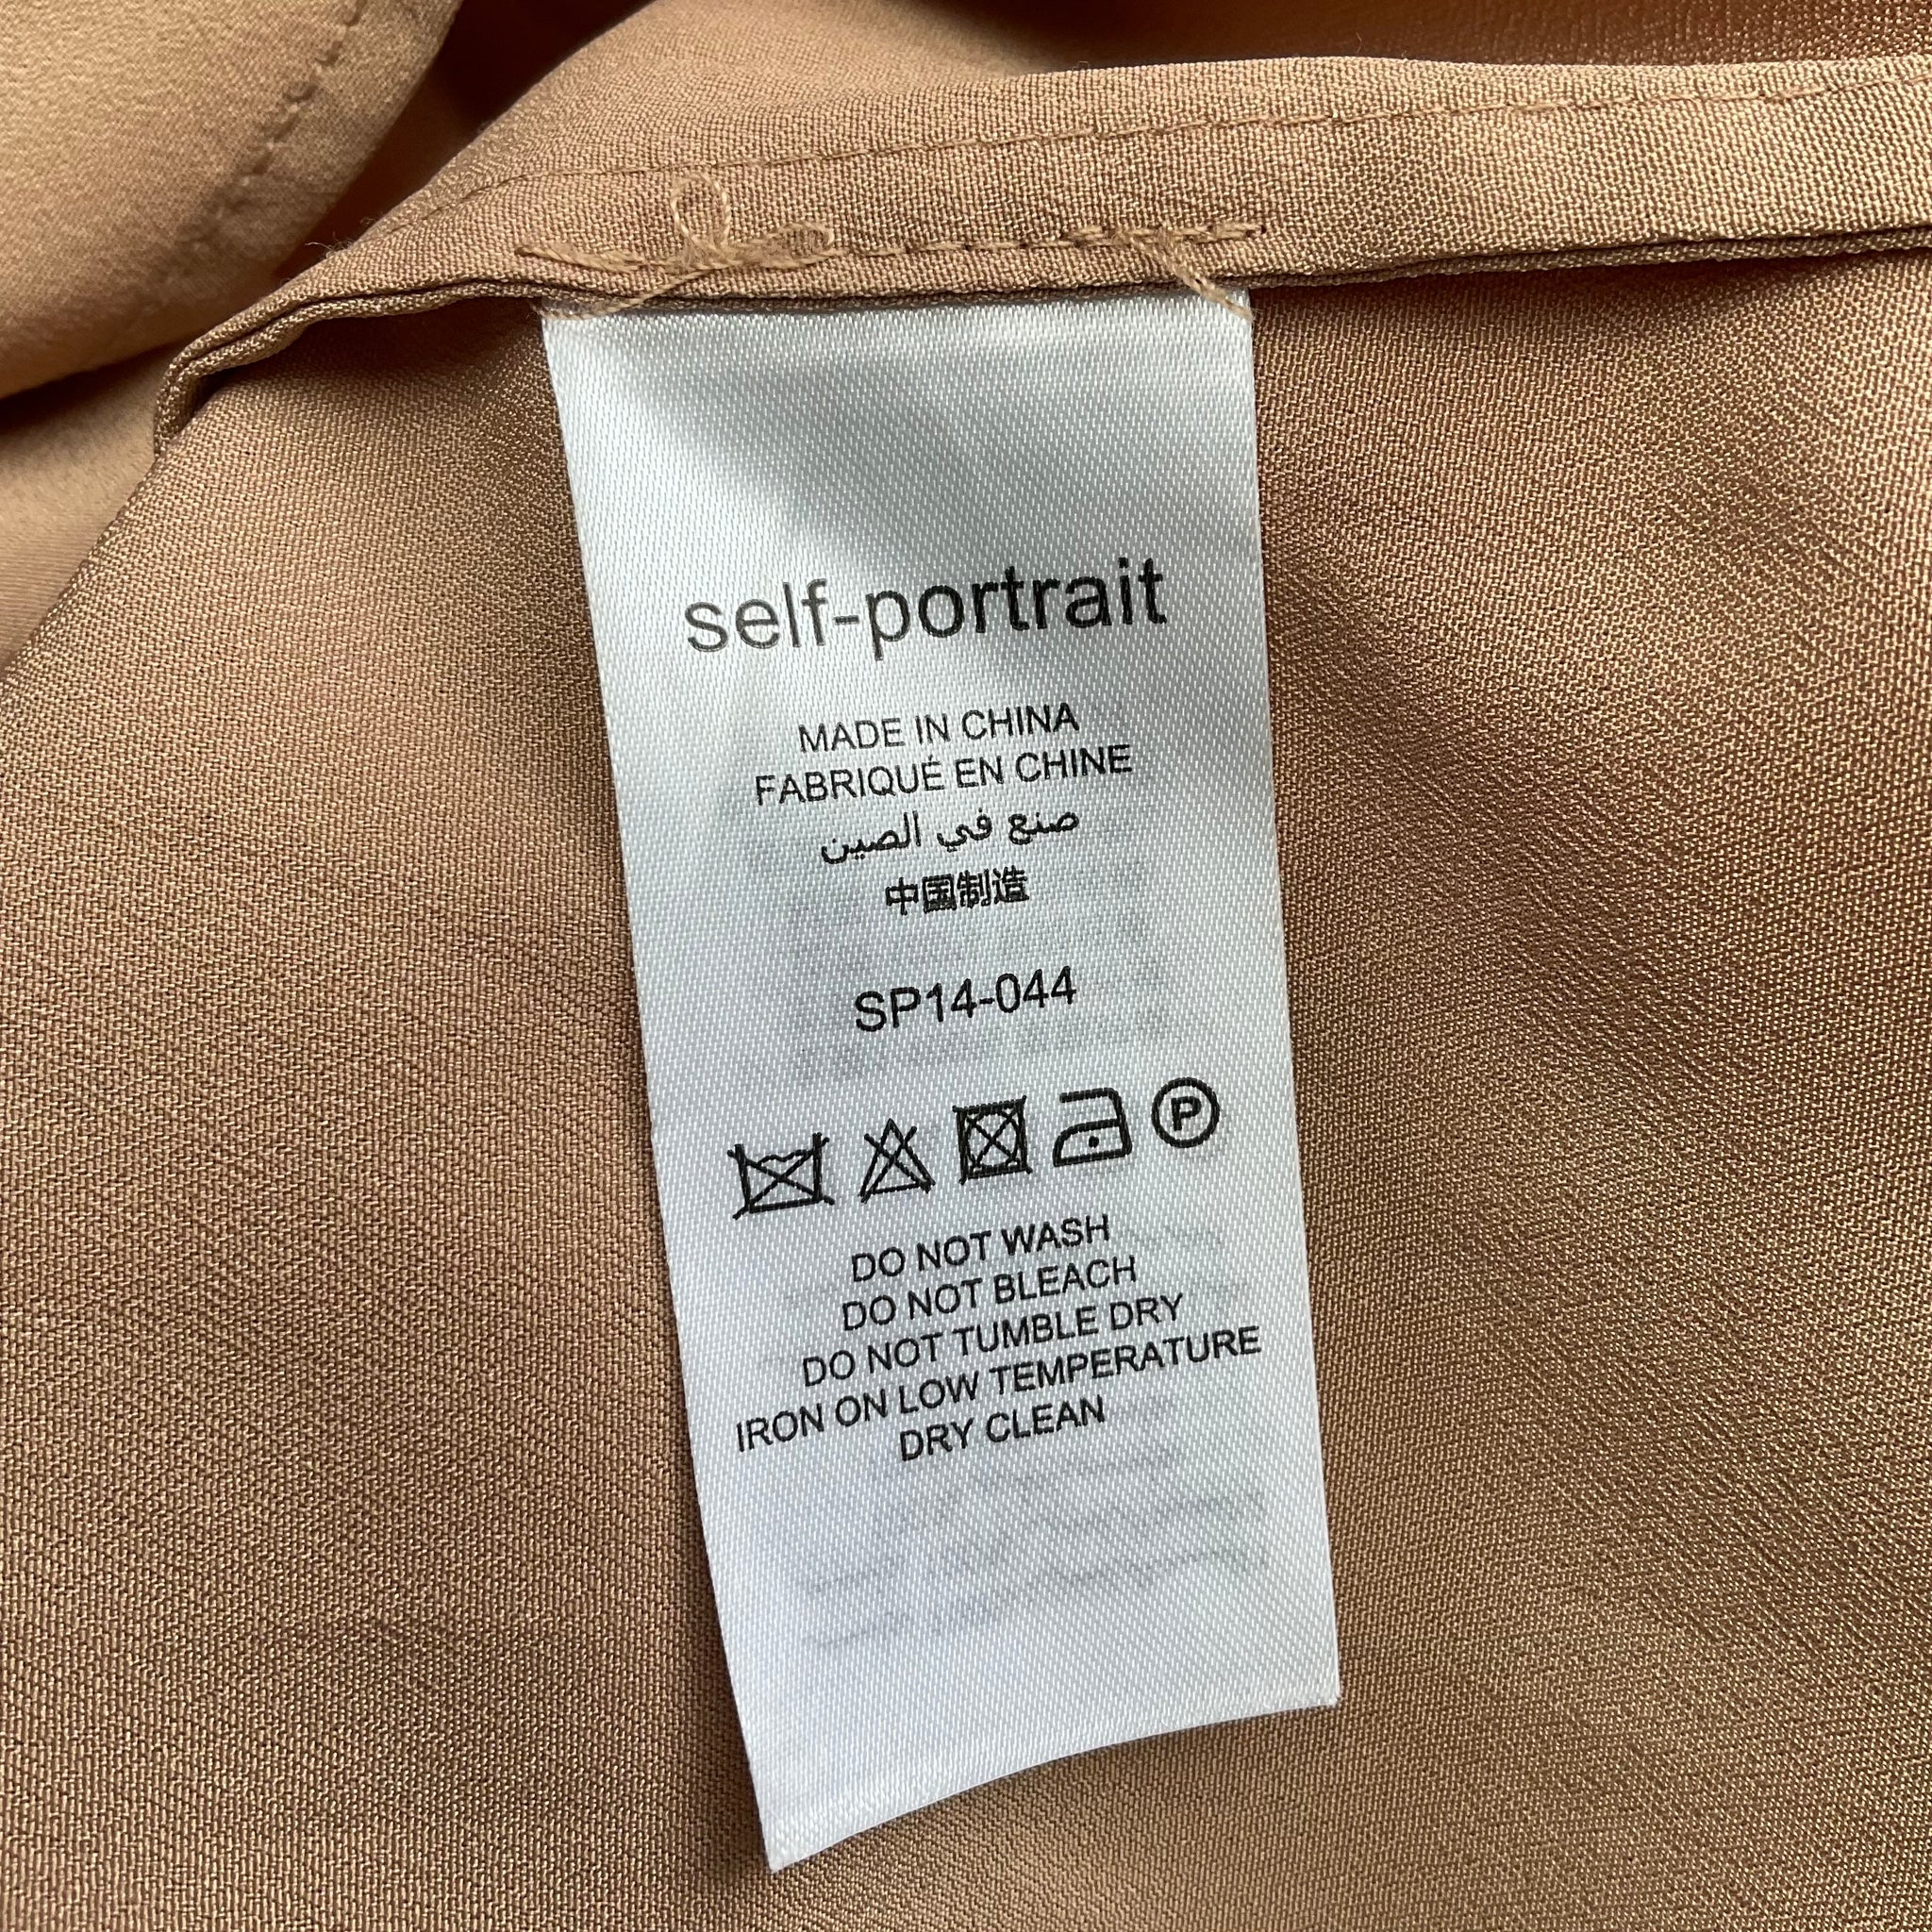 self-portrait
MADE IN CHINA
FABRIQUÉ EN CHINE
صنع في الصين
中国制造
SP14-044
P
DO NOT WASH
DO NOT BLEACH
DO NOT TUMBLE DRY
IRON ON LOW TEMPERATURE
DRY CLEAN